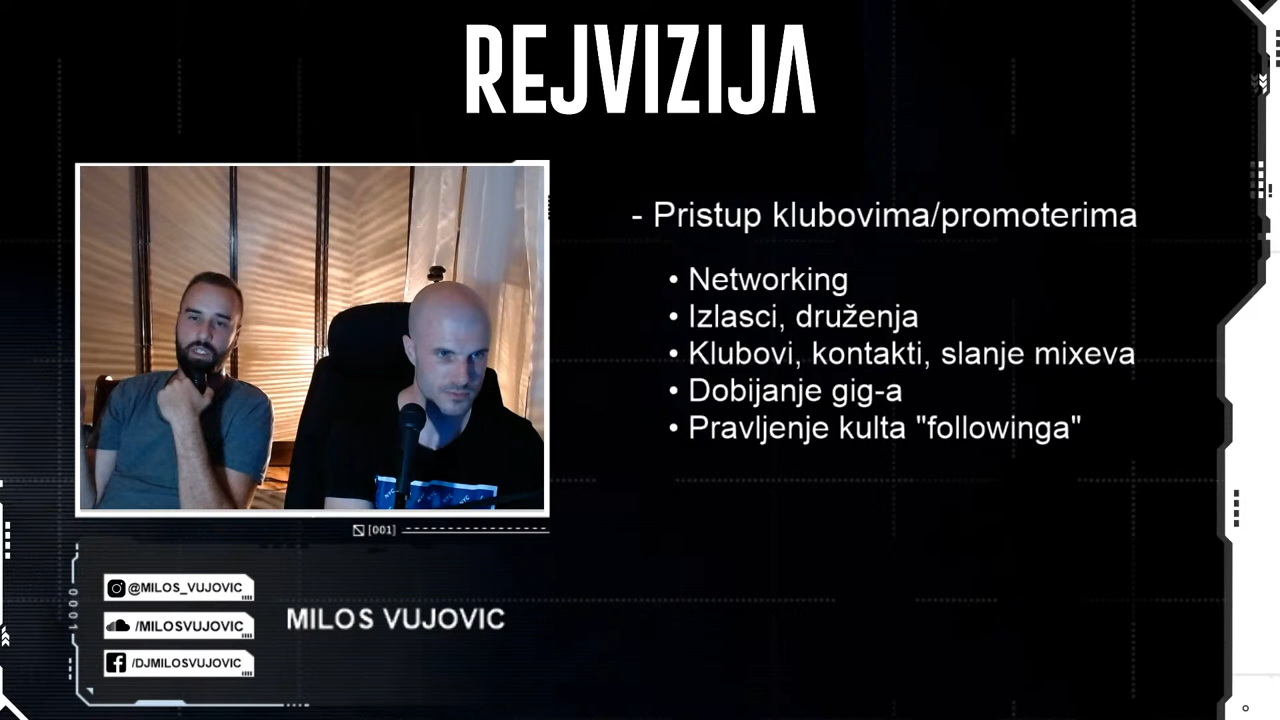 REJVIZIJA
- Pristup klubovima/promoterima
• Networking
• Izlasci, druženja
• Klubovi, kontakti, slanje mixeva
• Dobijanje gig-a
• Pravljenje kulta "followinga"
[001]
0001
@MILOS_VUJOVIC
/MILOSVUJOVIC
/DJMILOSVUJOVIC
MILOS VUJOVIC